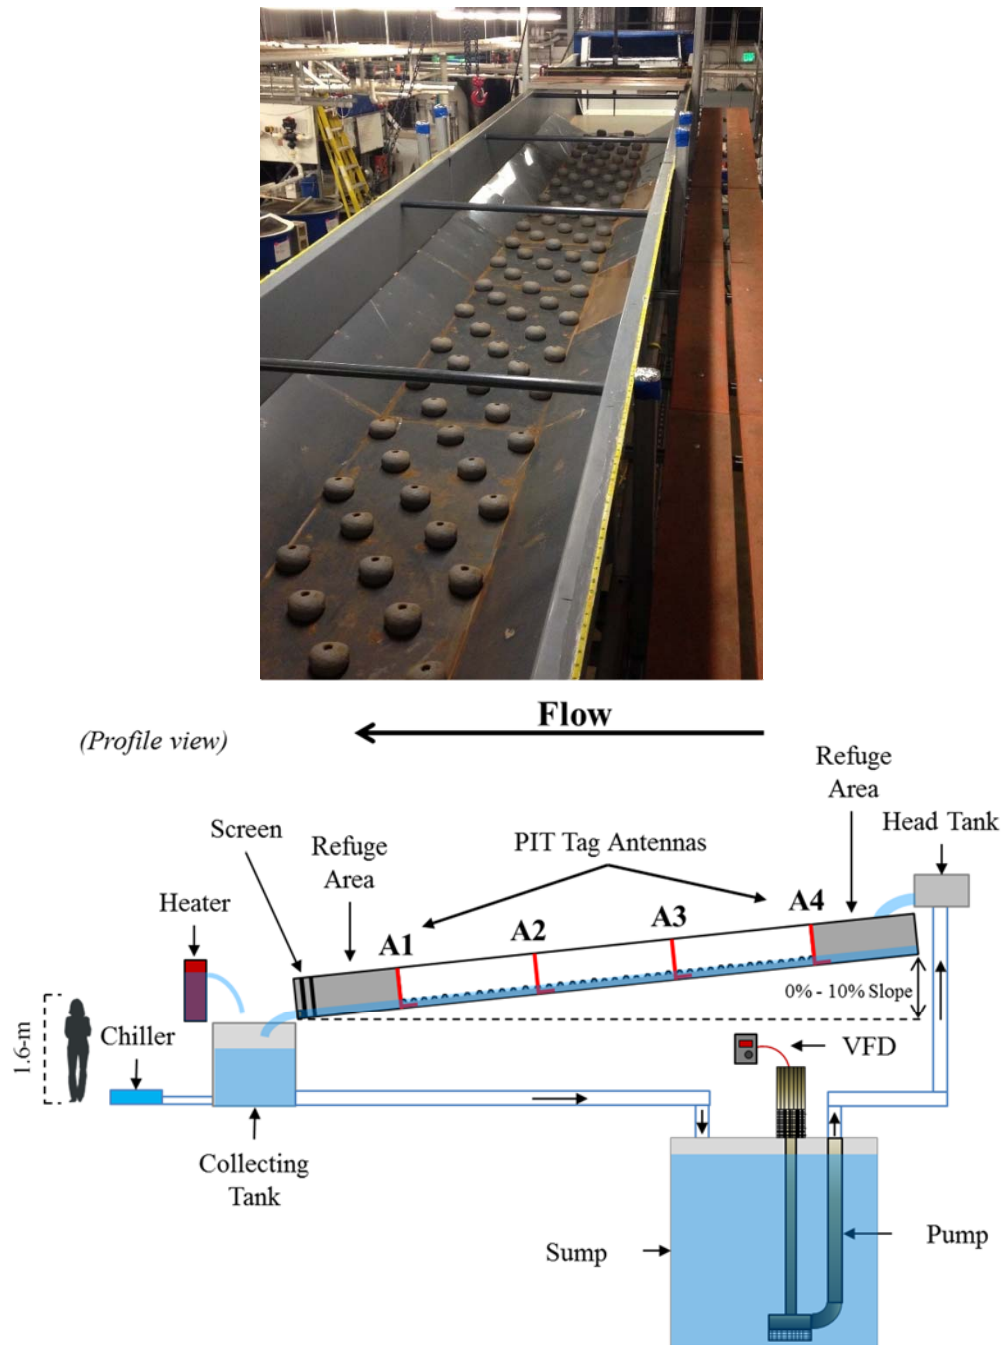 Flow
(Profile view)
Refuge
Area
Head Tank
Screen
Refuge
Area
PIT Tag Antennas
Heater
A1
A2
A3
A4
0% - 10% Slope
1.6-m
Chiller
VFD
Collecting
Tank
Sump
Pump